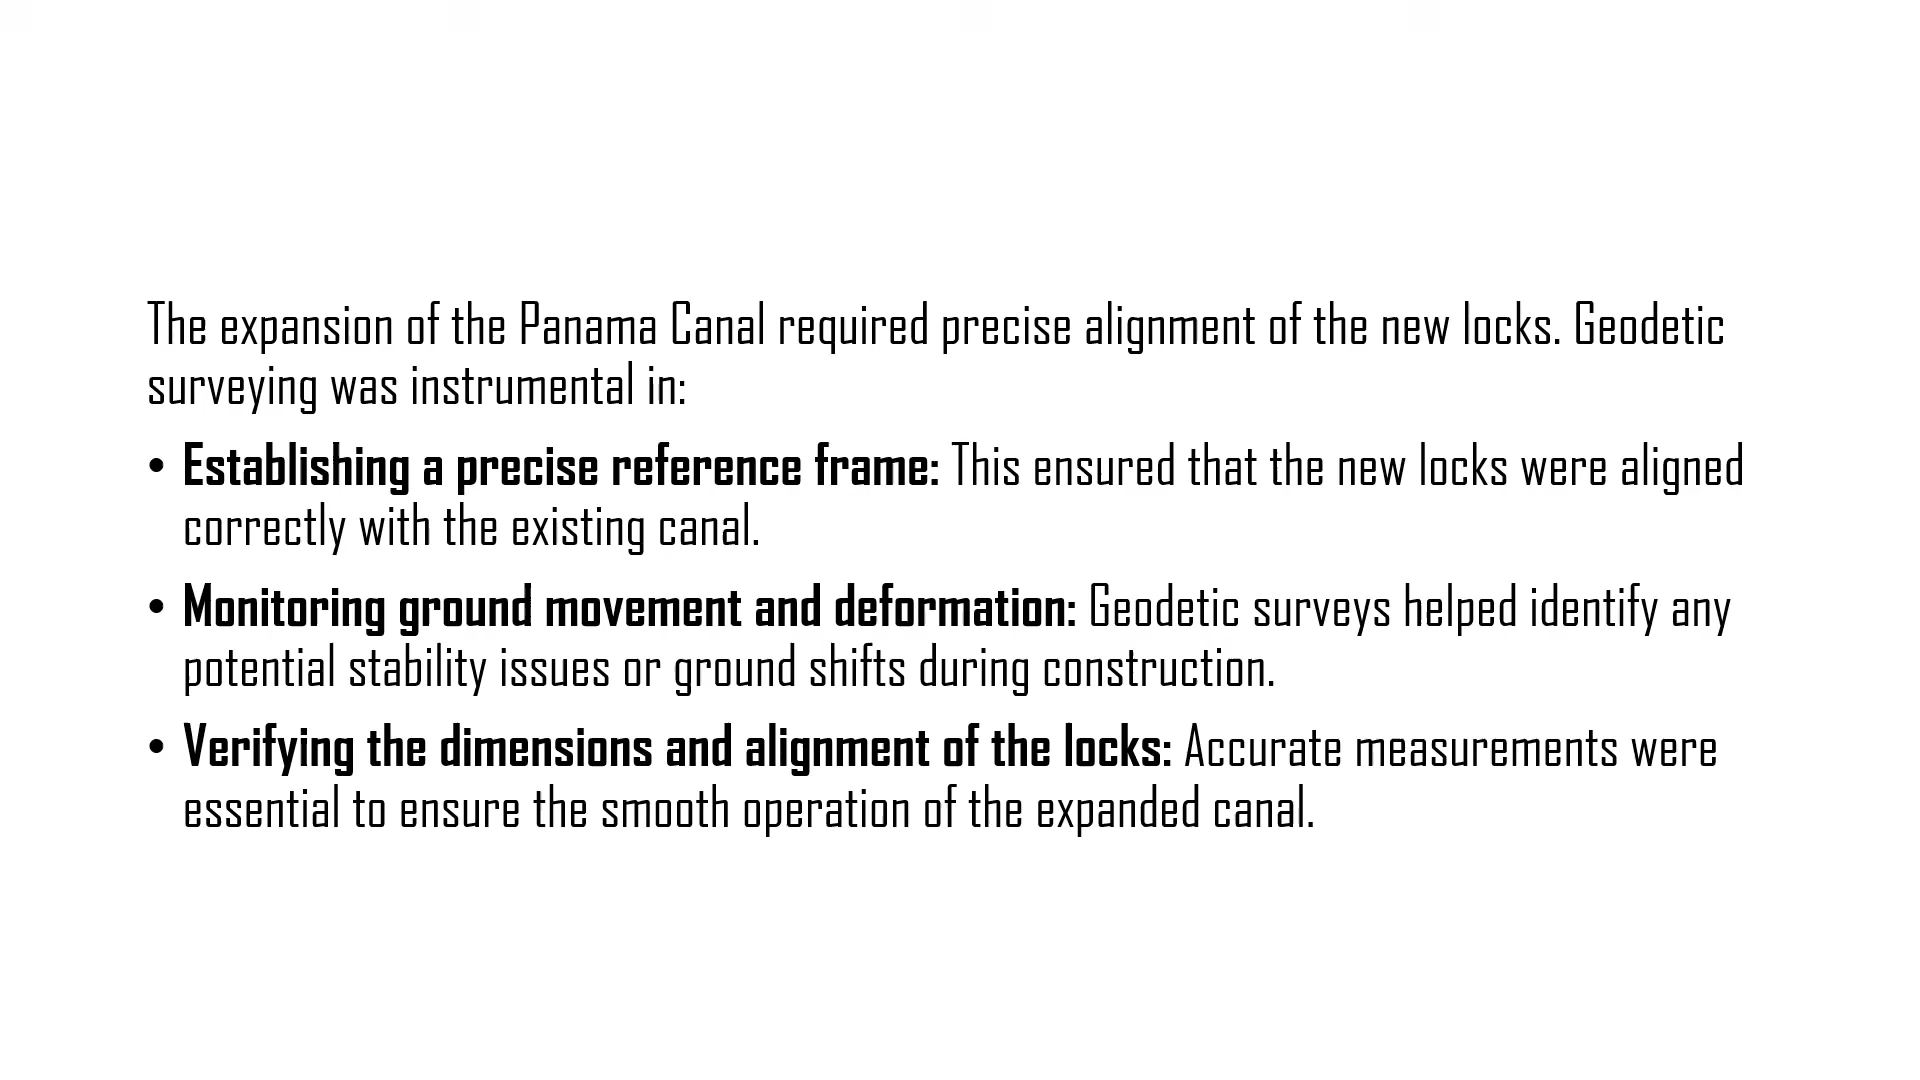 The expansion of the Panama Canal required precise alignment of the new locks. Geodetic
surveying was instrumental in:
• Establishing a precise reference frame: This ensured that the new locks were aligned
correctly with the existing canal.
• Monitoring ground movement and deformation: Geodetic surveys helped identify any
potential stability issues or ground shifts during construction.
• Verifying the dimensions and alignment of the locks: Accurate measurements were
essential to ensure the smooth operation of the expanded canal.